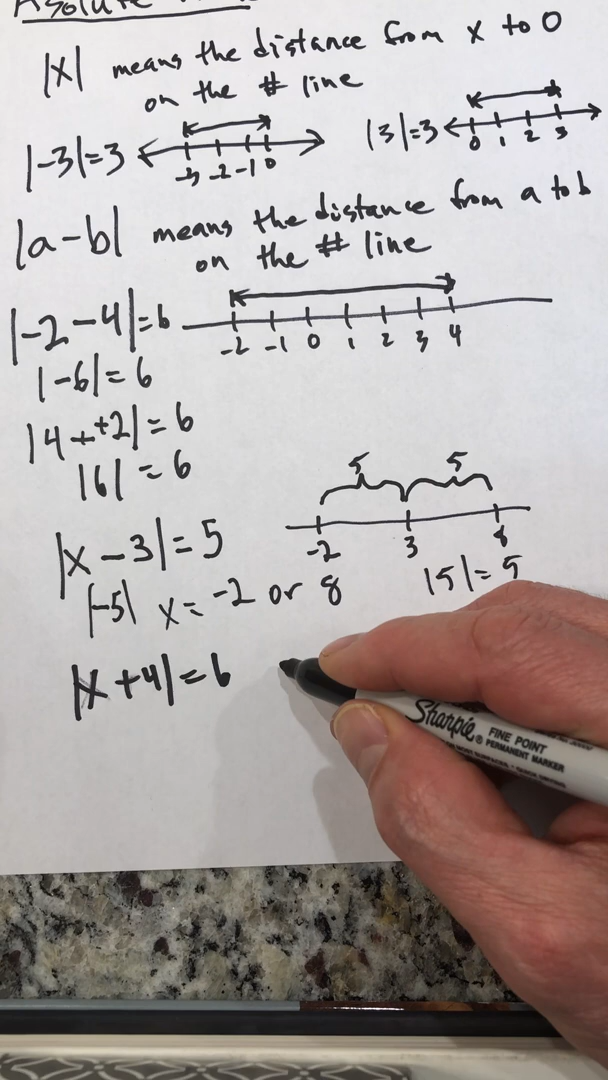 Asolute
|x| means the distance from x to 0
on the # line
|-3|=3
-3 -2 -1 0
|3|=3
0 1 2 3
|a-b| means the distance from a to b
on the # line
|-2-4|=6
-2 -1 0 1 2 3 4
|-6|=6
|4++2|=6
|6|=6
5 5
-2 3 8
|x-3|=5
|-5| x=-2 or 8
|5|=5
|x+4|=6
Sharpie® FINE POINT
PERMANENT MARKER